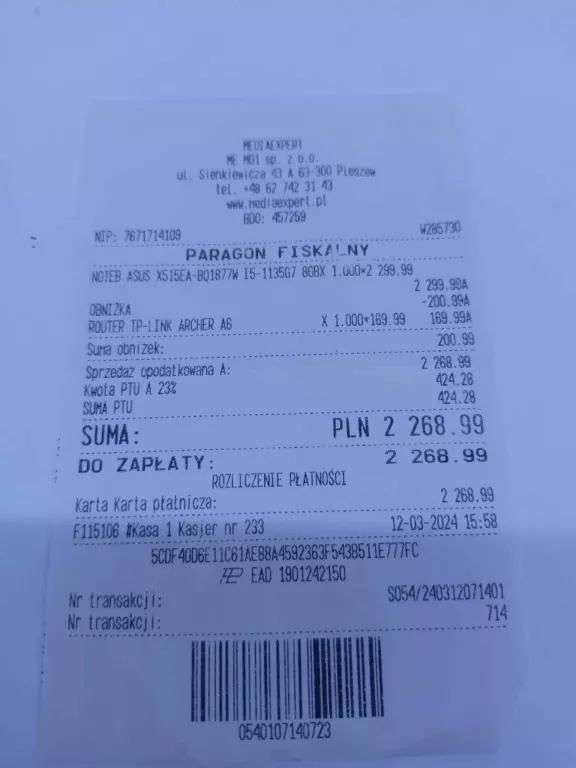 MEDIAEXPERT
ME M01 sp. z o.o.
ul. Sienkiewicza 43 A 63-300 Pleszew
tel. +48 62 742 31 43
www.mediaexpert.pl
BDO: 457259
NIP: 7671714109 W285730
PARAGON FISKALNY
NOTEB ASUS X515EA-BQ1877W I5-1135G7 8GBX 1.000*2 299.99
2 299.99A
OBNIŻKA -200.99A
ROUTER TP-LINK ARCHER A6 X 1.000*169.99 169.99A
Suma obniżek: 200.99
Sprzedaż opodatkowana A: 2 268.99
Kwota PTU A 23% 424.28
SUMA PTU 424.28
SUMA: PLN 2 268.99
DO ZAPŁATY: 2 268.99
ROZLICZENIE PŁATNOŚCI
Karta Karta płatnicza: 2 268.99
F115106 #Kasa 1 Kasjer nr 233 12-03-2024 15:58
5CDF40D6E11C61AE88A4592363F543B511E777FC
EAD 1901242150
Nr transakcji: S054/240312071401
Nr transakcji: 714
0540107140723